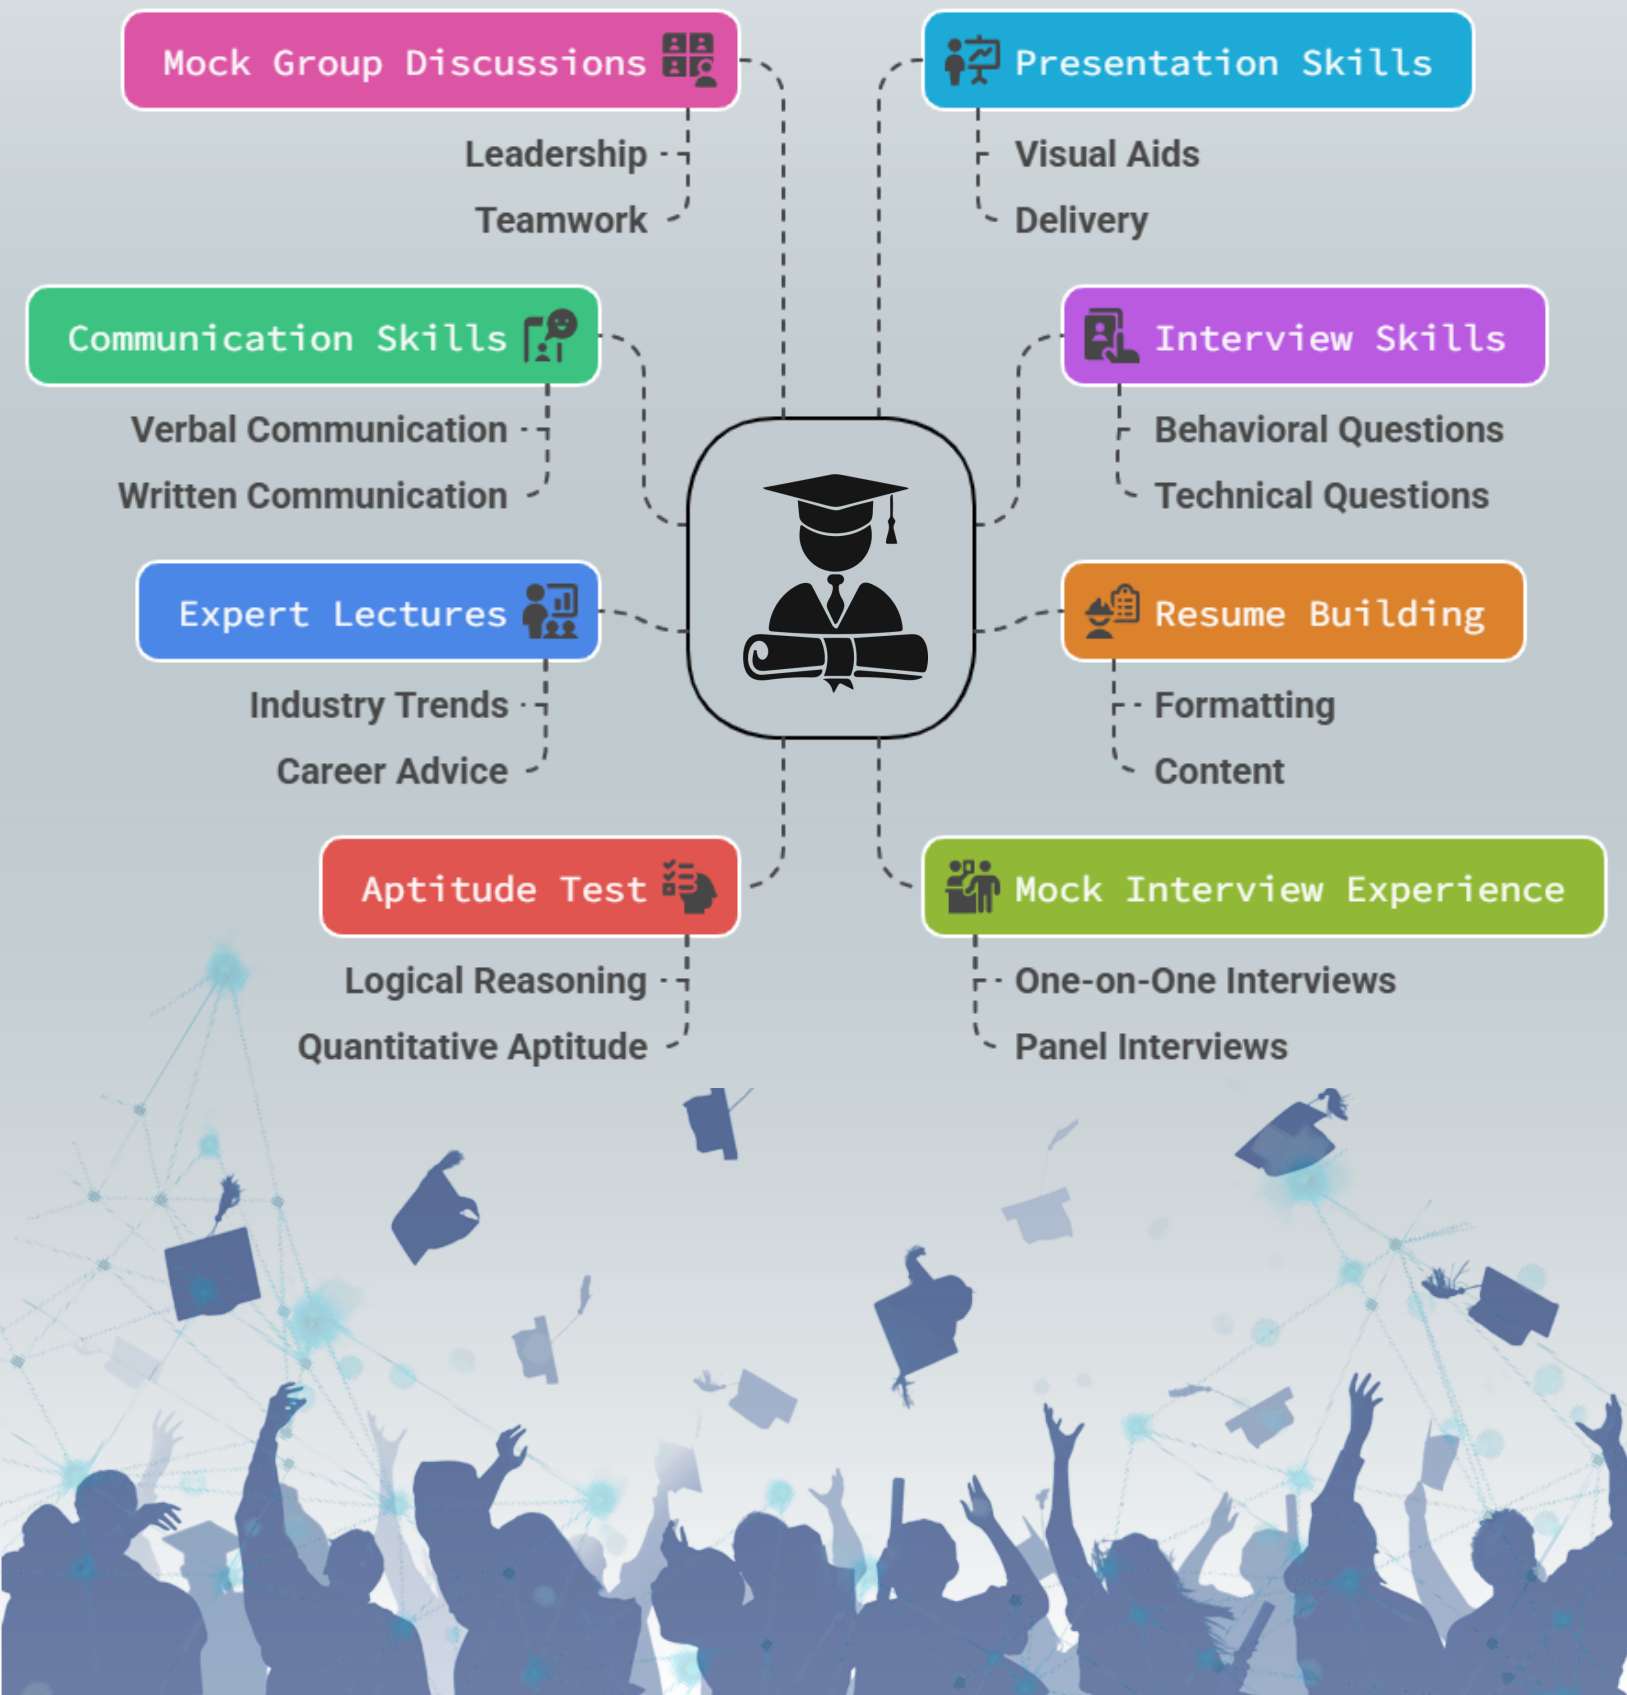 Mock Group Discussions
Leadership
Teamwork
Presentation Skills
Visual Aids
Delivery
Communication Skills
Verbal Communication
Written Communication
Interview Skills
Behavioral Questions
Technical Questions
Expert Lectures
Industry Trends
Career Advice
Resume Building
Formatting
Content
Aptitude Test
Logical Reasoning
Quantitative Aptitude
Mock Interview Experience
One-on-One Interviews
Panel Interviews